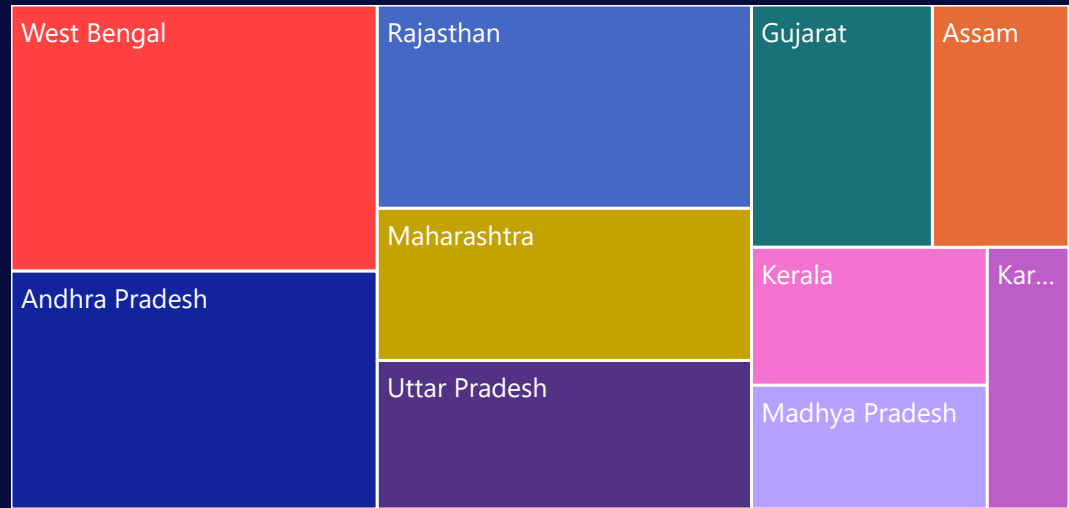 West Bengal
Andhra Pradesh
Rajasthan
Maharashtra
Uttar Pradesh
Gujarat
Assam
Kerala
Kar...
Madhya Pradesh